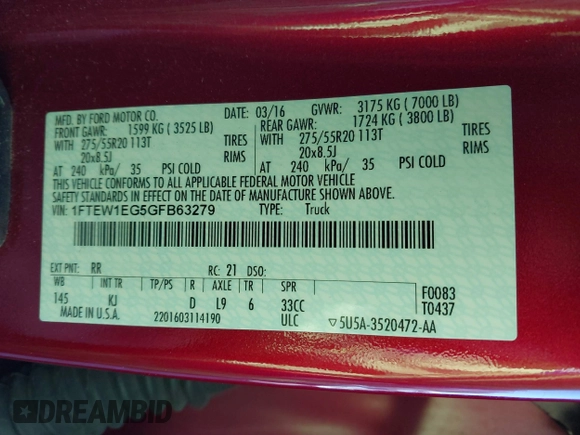 MFD. BY FORD MOTOR CO.
DATE: 03/16 GVWR: 3175 KG ( 7000 LB)
FRONT GAWR: 1599 KG ( 3525 LB) REAR GAWR: 1724 KG ( 3800 LB)
WITH 275/55R20 113T TIRES WITH 275/55R20 113T TIRES
20x8.5J RIMS 20x8.5J RIMS
AT 240 kPa/ 35 PSI COLD AT 240 kPa/ 35 PSI COLD
THIS VEHICLE CONFORMS TO ALL APPLICABLE FEDERAL MOTOR VEHICLE
SAFETY STANDARDS IN EFFECT ON THE DATE OF MANUFACTURE SHOWN ABOVE.
VIN: 1FTEW1EG5GFB63279 TYPE: Truck
EXT PNT: RR RC: 21 DSO:
WB INT TR TP/PS R AXLE TR SPR
145 KJ D L9 6 33CC F0083
MADE IN U.S.A. 2201603114190 ULC T0437
▽5U5A-3520472-AA
DREAMBID